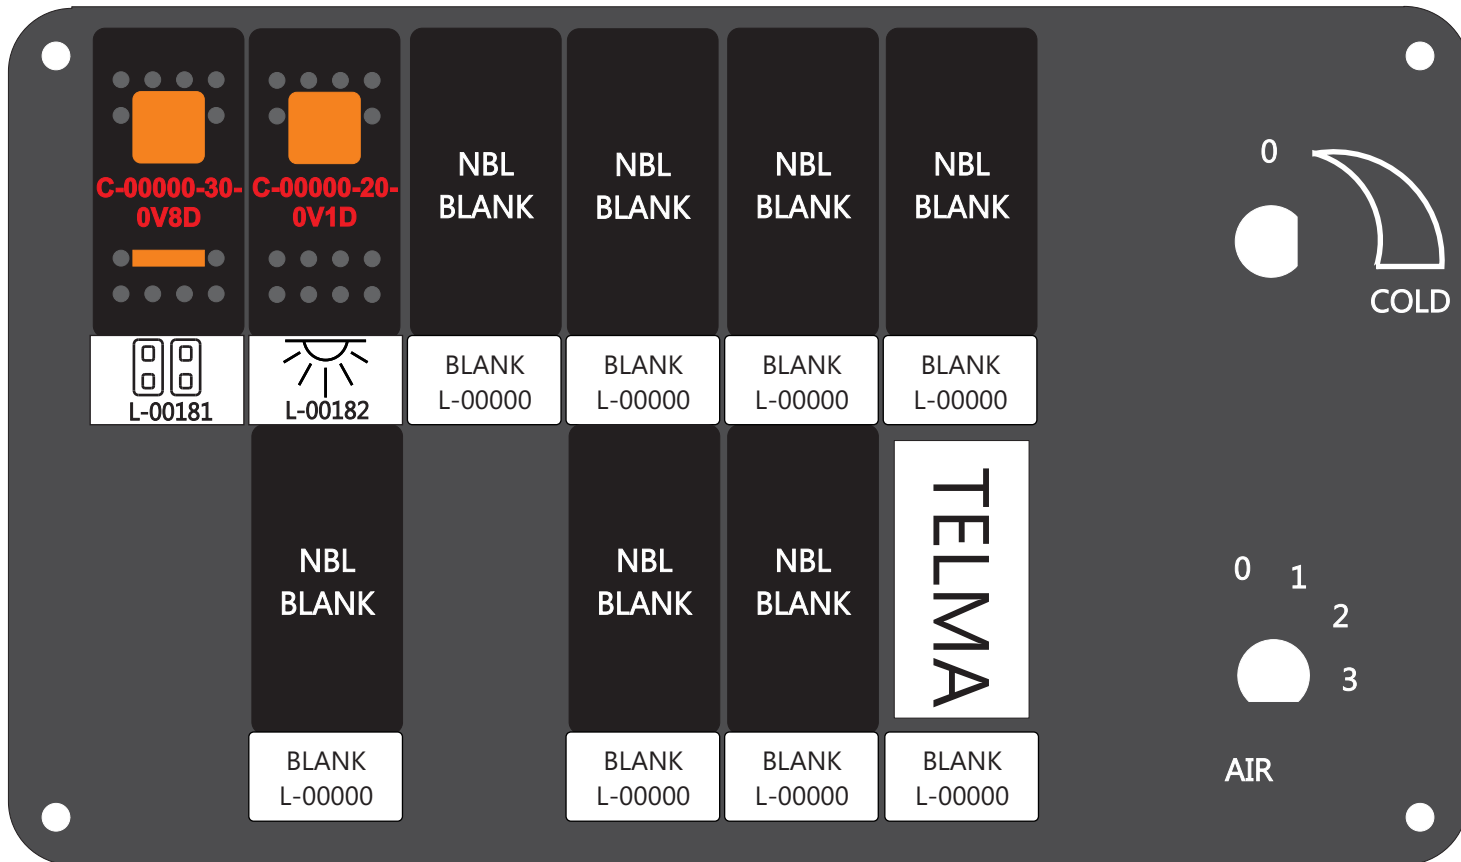 C-00000-30-
0V8D
C-00000-20-
0V1D
NBL
BLANK
NBL
BLANK
NBL
BLANK
NBL
BLANK
0
COLD
L-00181
L-00182
BLANK
L-00000
BLANK
L-00000
BLANK
L-00000
BLANK
L-00000
NBL
BLANK
NBL
BLANK
NBL
BLANK
TELMA
0
1
2
3
AIR
BLANK
L-00000
BLANK
L-00000
BLANK
L-00000
BLANK
L-00000